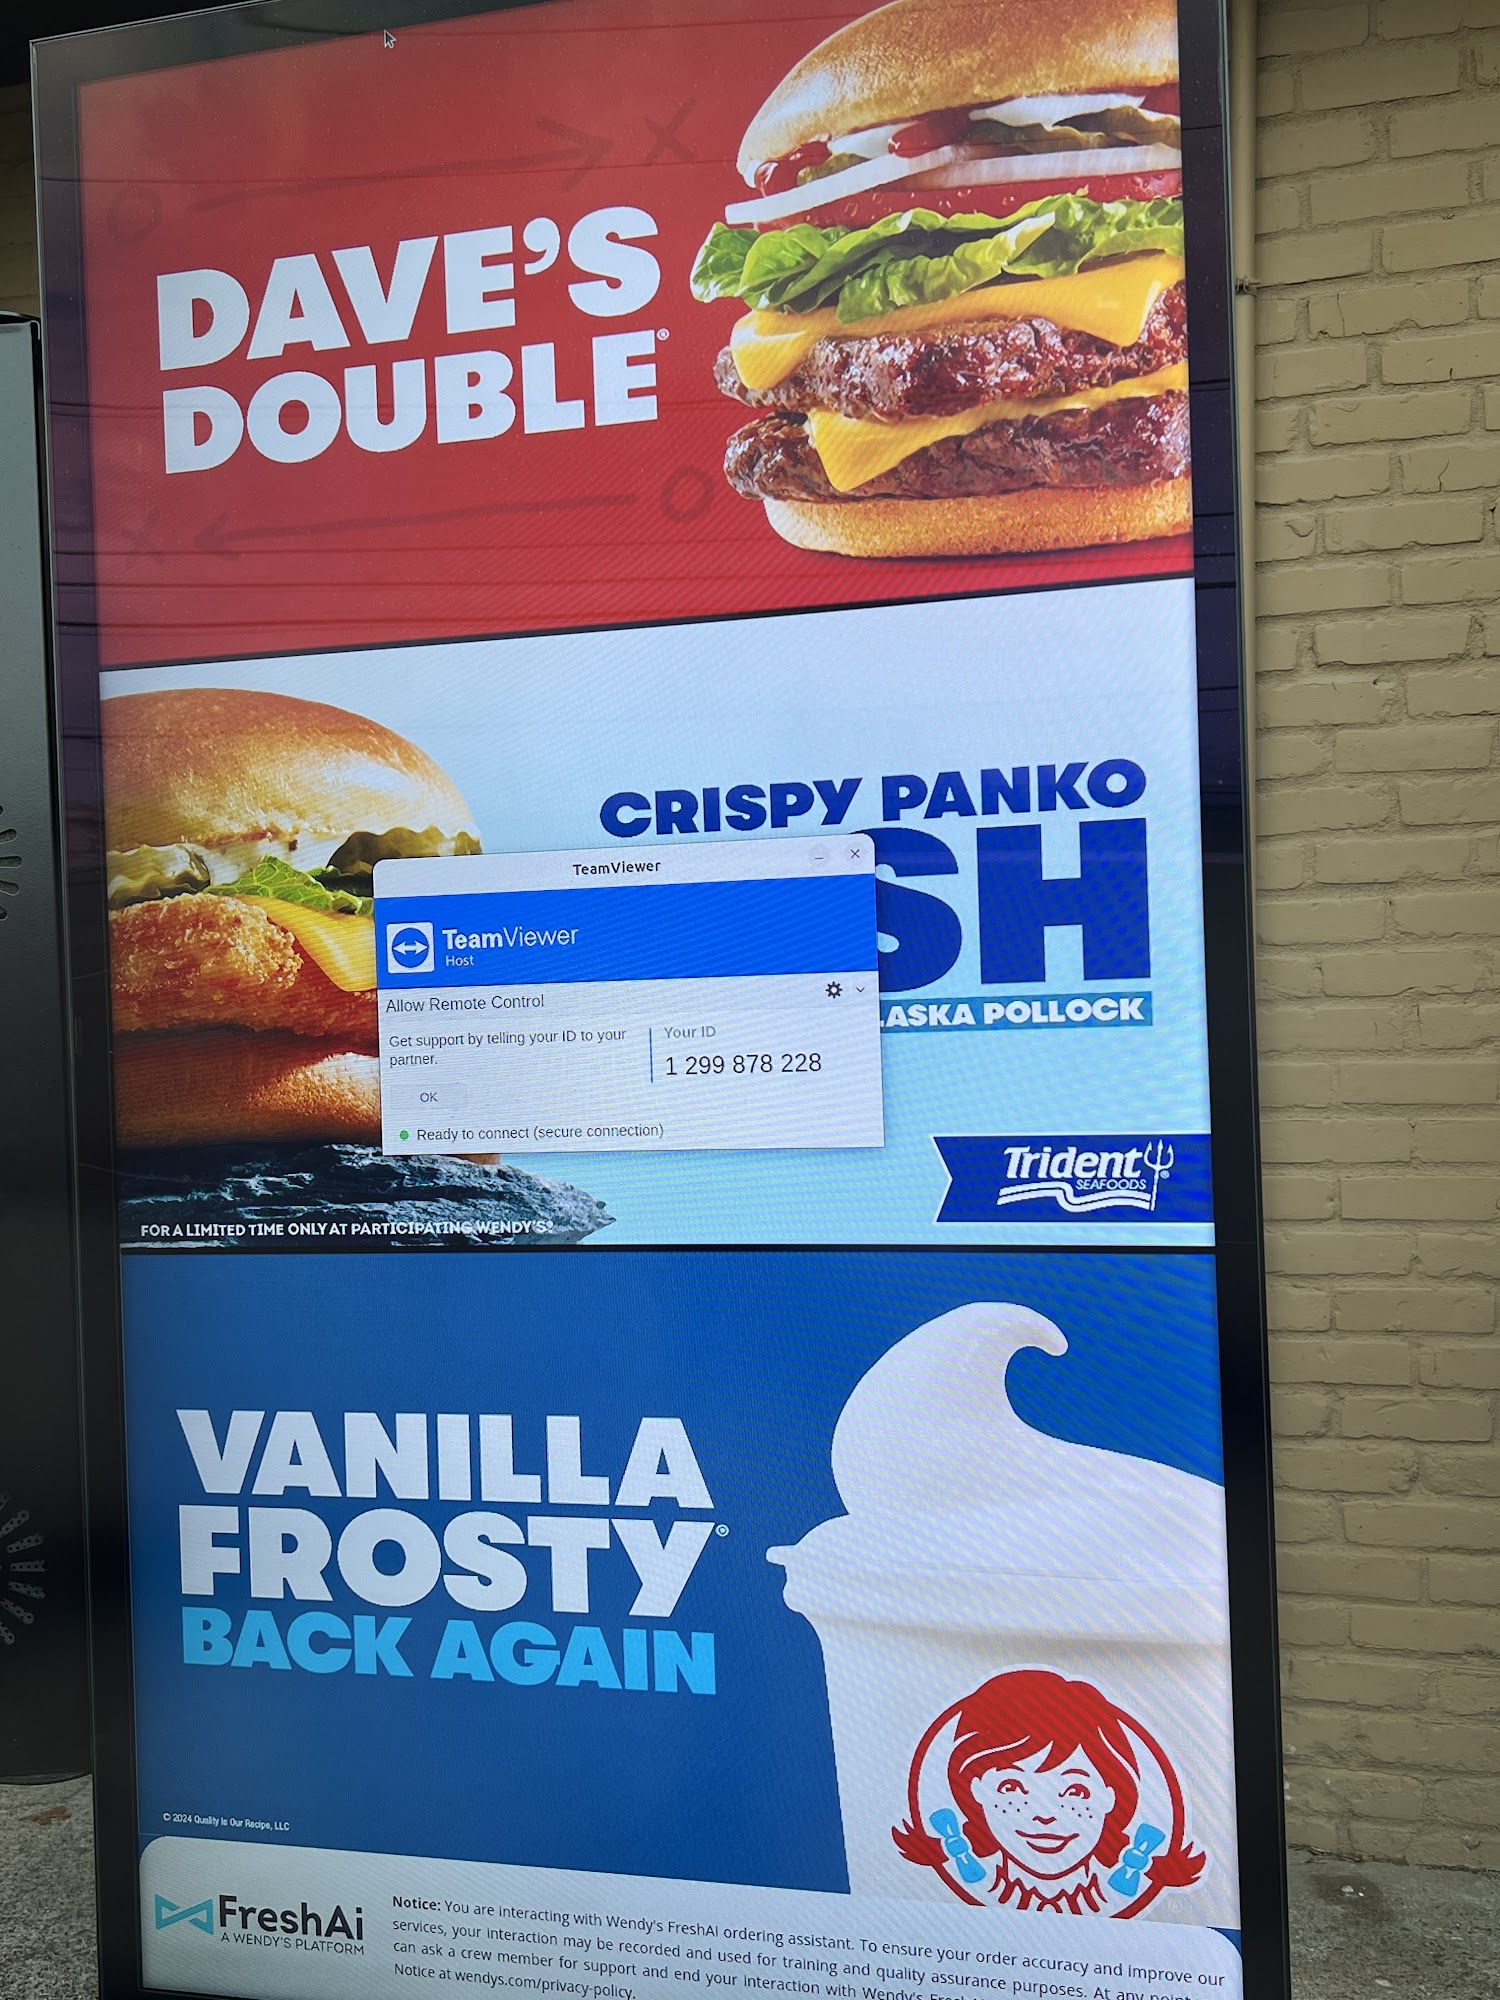 DAVE'S
DOUBLE®
CRISPY PANKO
SH
LASKA POLLOCK
TeamViewer
TeamViewer
Host
Allow Remote Control
Get support by telling your ID to your
partner.
OK
Your ID
1 299 878 228
Ready to connect (secure connection)
Trident®
SEAFOODS
FOR A LIMITED TIME ONLY AT PARTICIPATING WENDY'S®
VANILLA
FROSTY®
BACK AGAIN
© 2024 Quality Is Our Recipe, LLC
FreshAi
A WENDY'S PLATFORM
Notice: You are interacting with Wendy's FreshAI ordering assistant. To ensure your order accuracy and improve our
services, your interaction may be recorded and used for training and quality assurance purposes. At any point
can ask a crew member for support and end your interaction with Wendy's
Notice at wendys.com/privacy-policy.